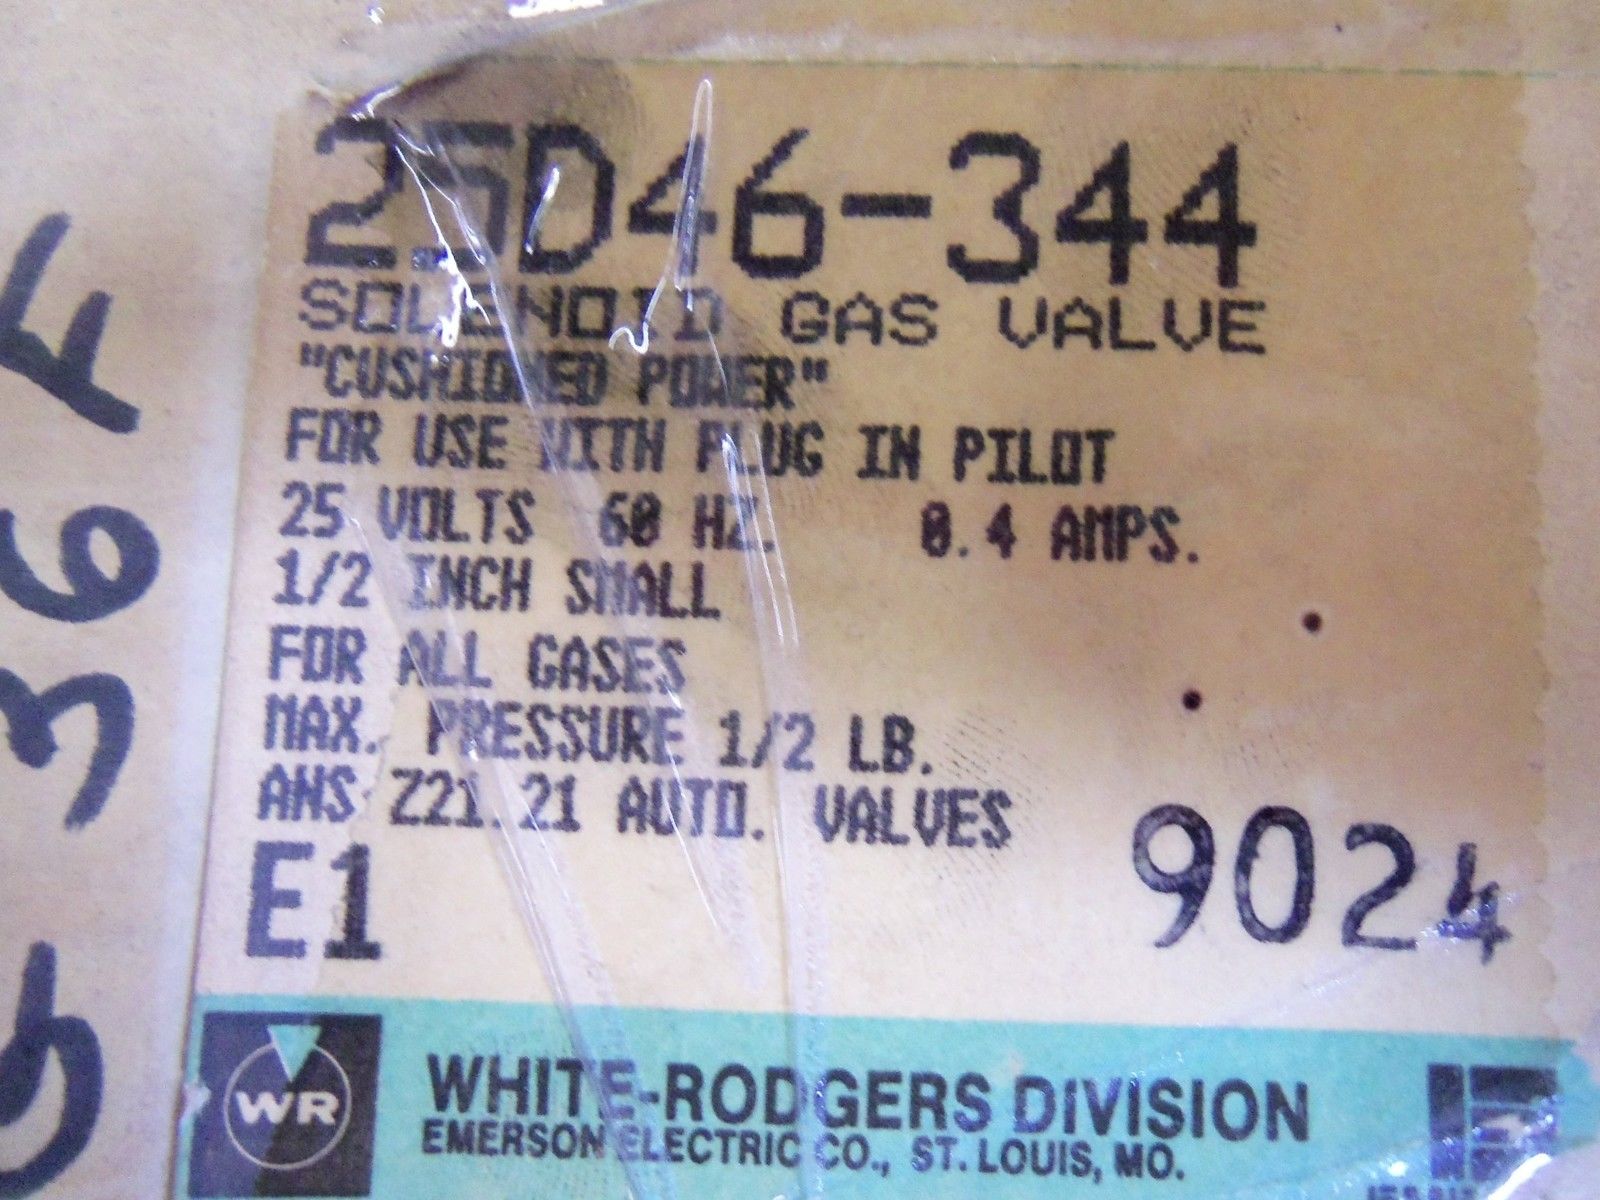 25D46-344
SOLENOID GAS VALVE
"CUSHIONED POWER"
FOR USE WITH PLUG IN PILOT
25 VOLTS 60 HZ. 0.4 AMPS.
1/2 INCH SMALL
FOR ALL GASES
MAX. PRESSURE 1/2 LB.
ANS Z21.21 AUTO. VALVES
E1
9024
WR
WHITE-RODGERS DIVISION
EMERSON ELECTRIC CO., ST. LOUIS, MO.
36F